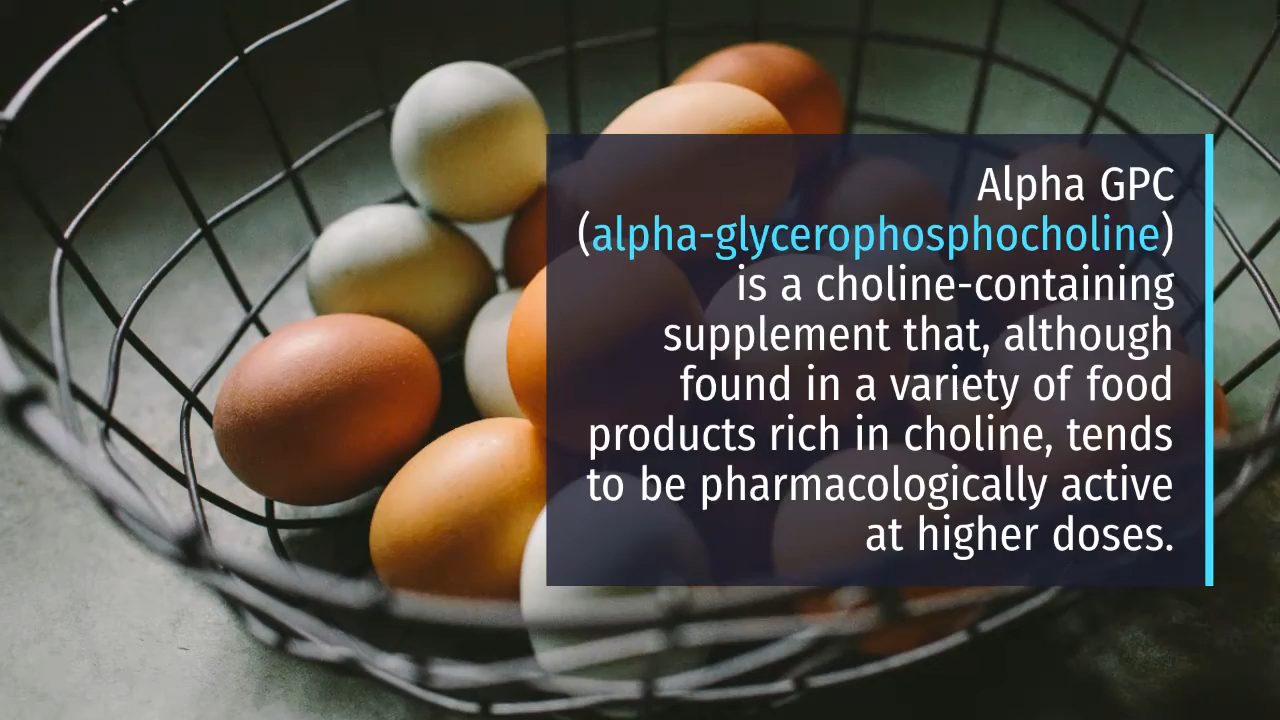 Alpha GPC
(alpha-glycerophosphocholine)
is a choline-containing
supplement that, although
found in a variety of food
products rich in choline, tends
to be pharmacologically active
at higher doses.